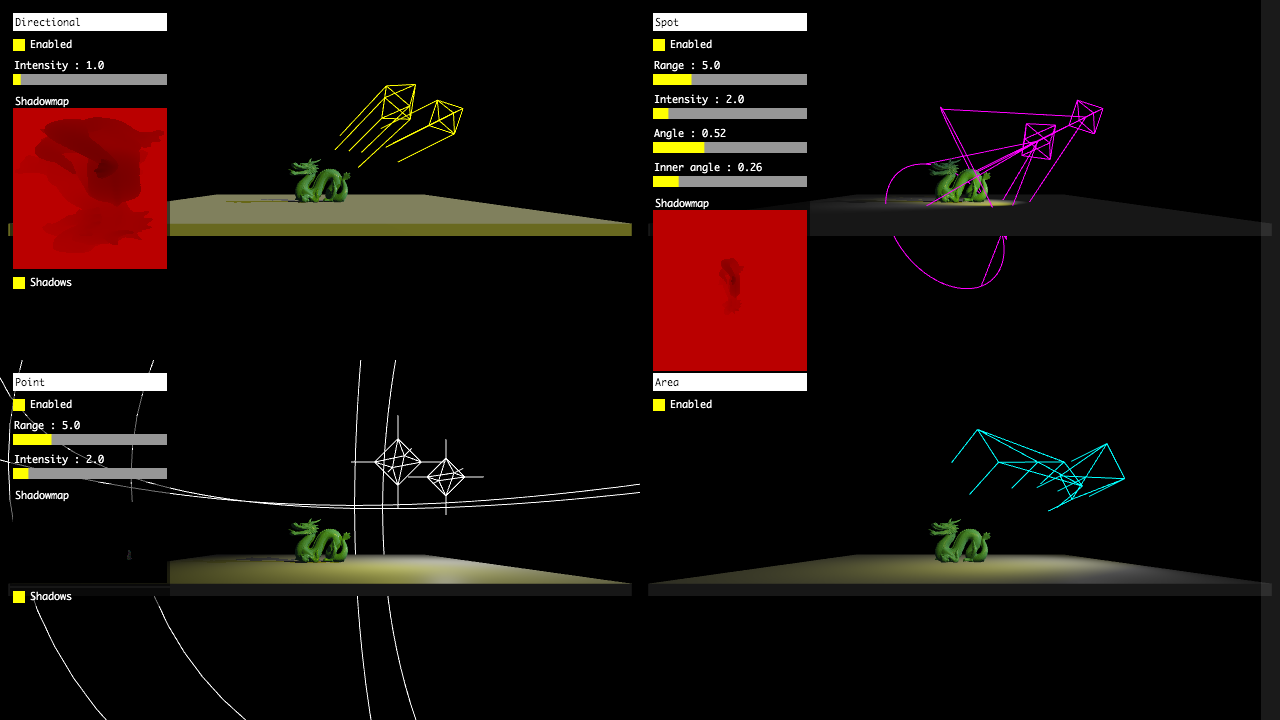 Directional
Enabled
Intensity : 1.0
Shadowmap
Shadows
Spot
Enabled
Range : 5.0
Intensity : 2.0
Angle : 0.52
Inner angle : 0.26
Shadowmap
Point
Enabled
Range : 5.0
Intensity : 2.0
Shadowmap
Shadows
Area
Enabled